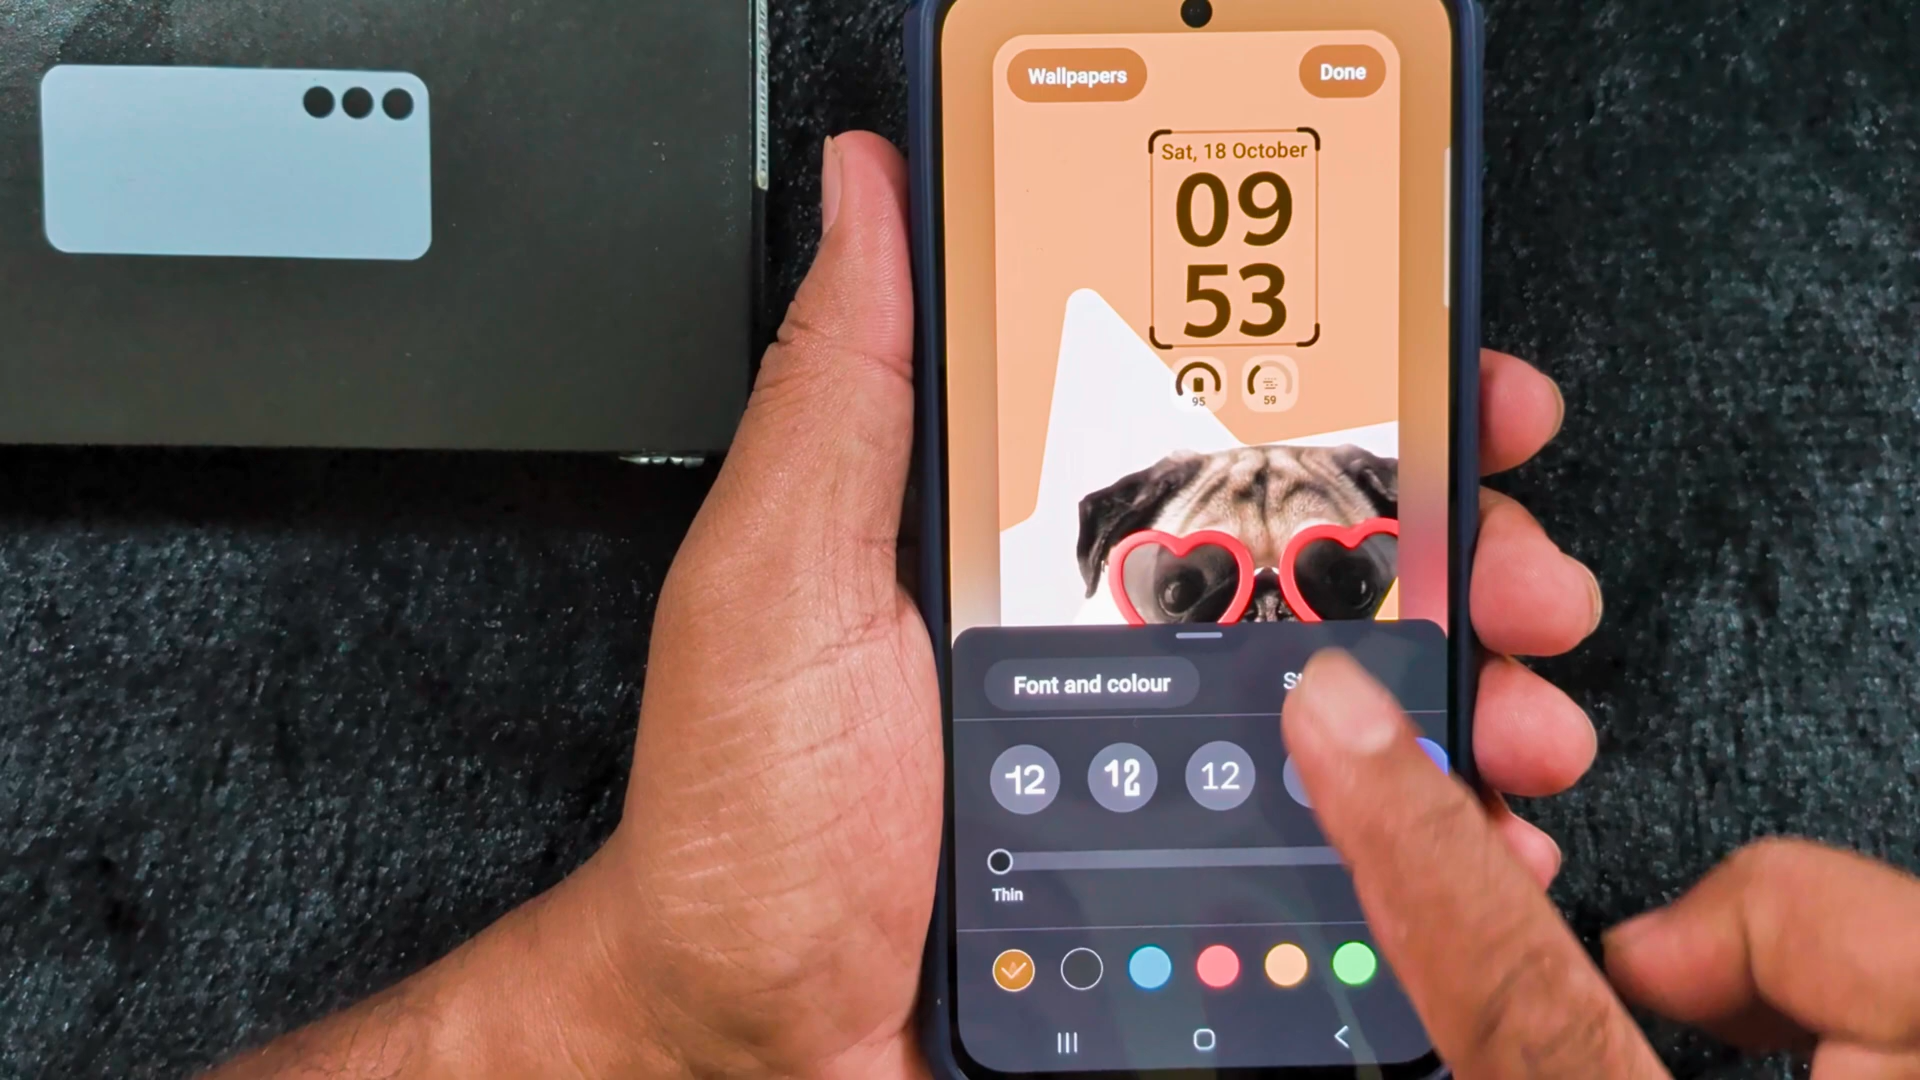 Wallpapers
Done
Sat, 18 October
09
53
95
59
Font and colour
12
12
12
Thin